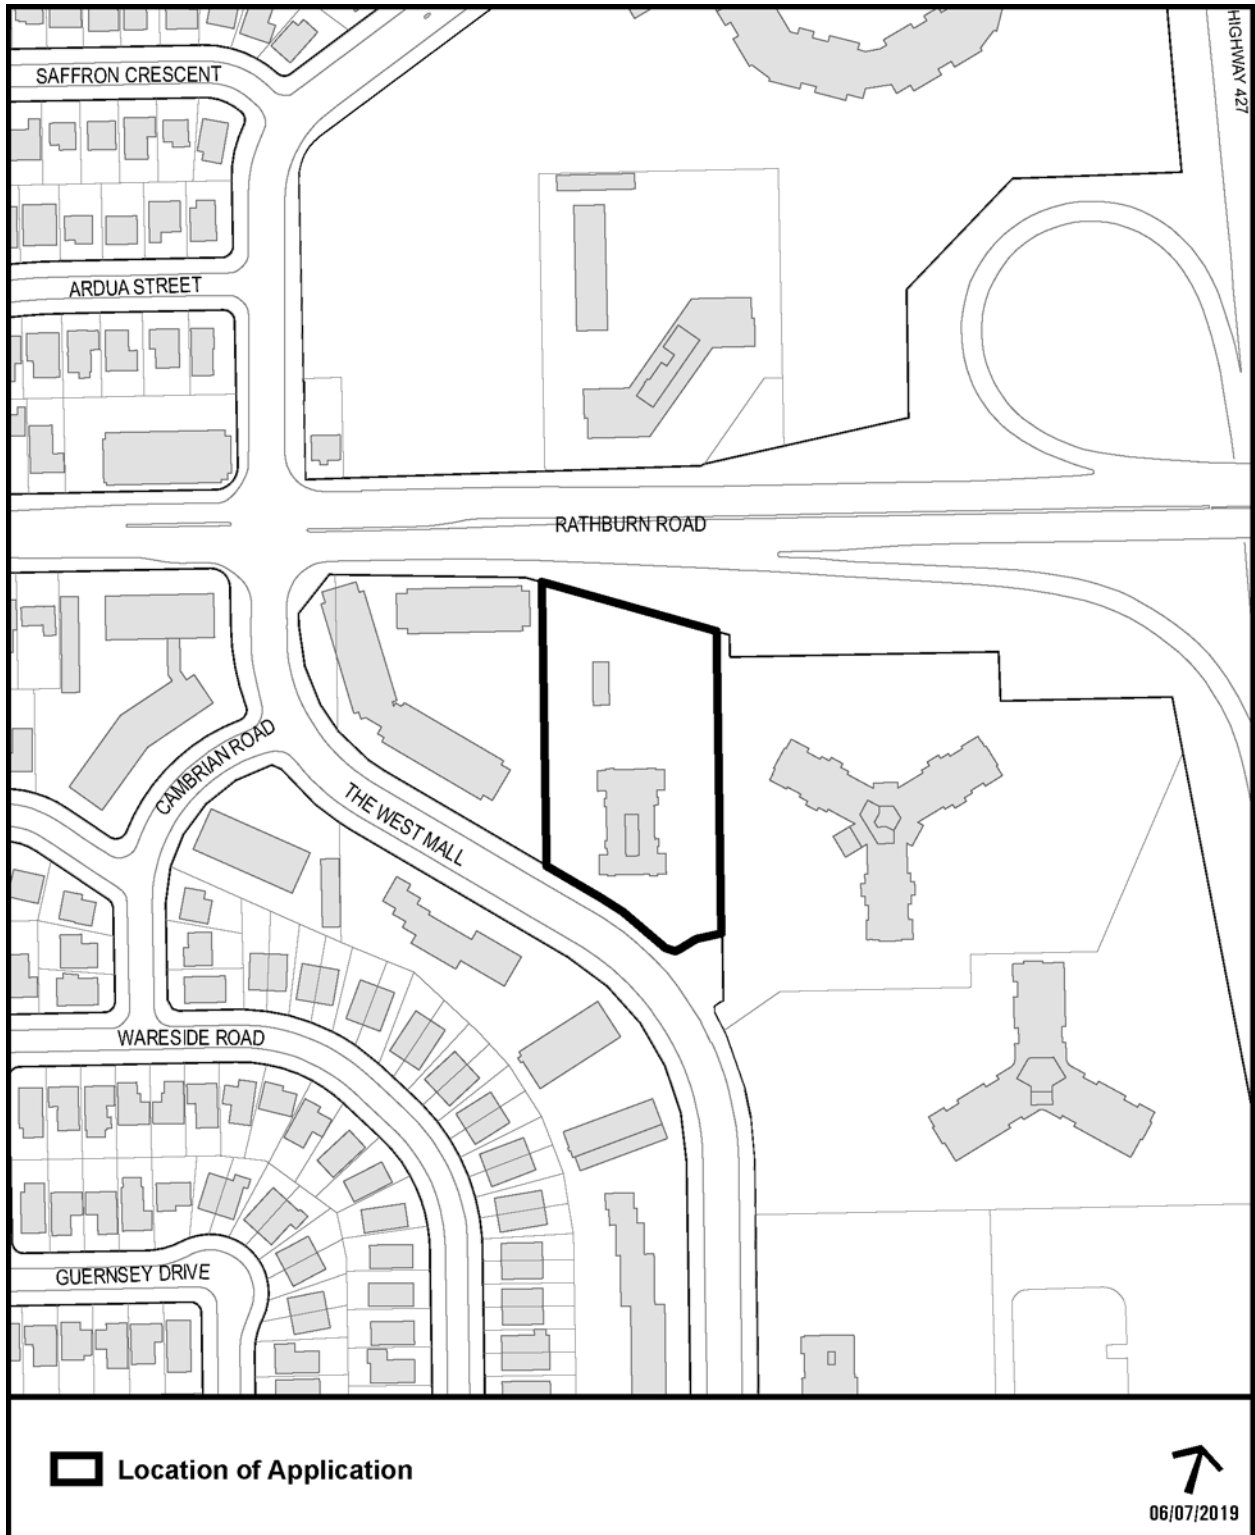 HIGHWAY 427
SAFFRON CRESCENT
ARDUA STREET
RATHBURN ROAD
CAMBRIAN ROAD
THE WEST MALL
WARESIDE ROAD
GUERNSEY DRIVE
Location of Application
06/07/2019